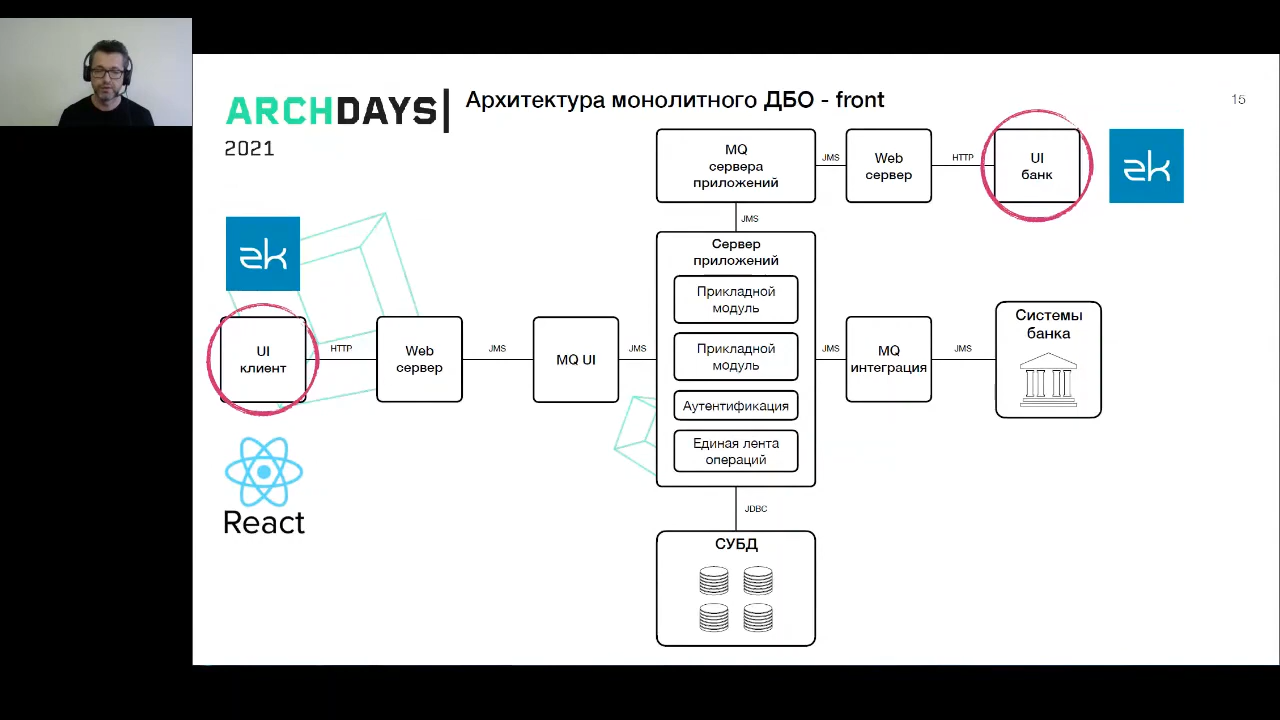 ARCHDAYS
2021
Архитектура монолитного ДБО - front
15
MQ
сервера
приложений
JMS
Web
сервер
HTTP
UI
банк
zk
JMS
zk
Сервер
приложений
Прикладной
модуль
Прикладной
модуль
Аутентификация
Единая лента
операций
UI
клиент
HTTP
Web
сервер
JMS
MQ UI
JMS
JMS
MQ
интеграция
JMS
Системы
банка
React
JDBC
СУБД